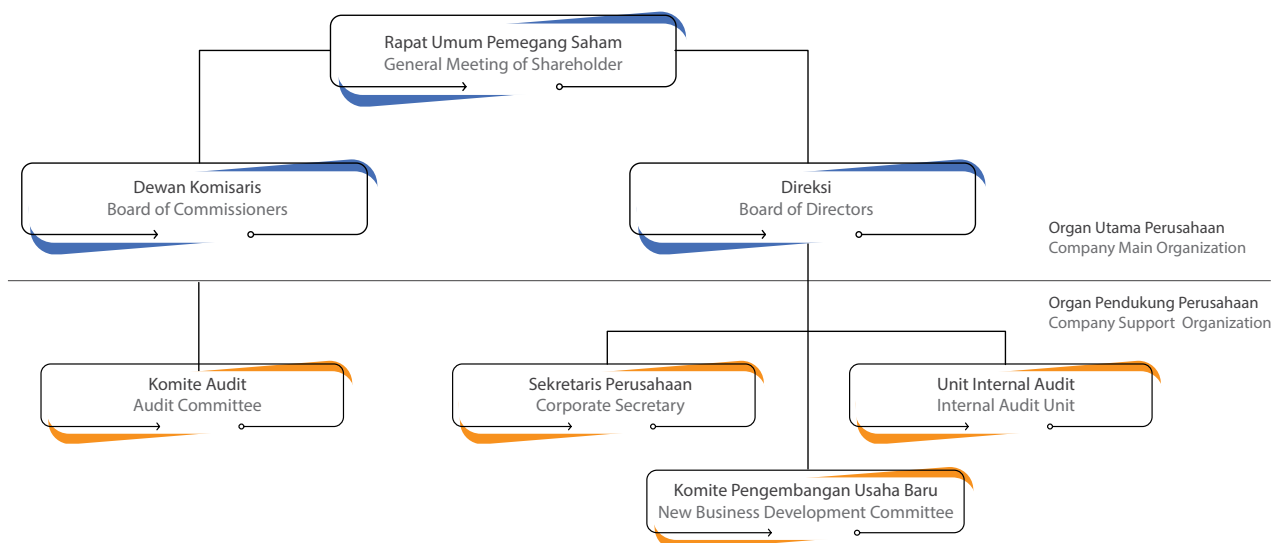 Rapat Umum Pemegang Saham
General Meeting of Shareholder
Dewan Komisaris
Board of Commissioners
Direksi
Board of Directors
Organ Utama Perusahaan
Company Main Organization
Organ Pendukung Perusahaan
Company Support Organization
Komite Audit
Audit Committee
Sekretaris Perusahaan
Corporate Secretary
Unit Internal Audit
Internal Audit Unit
Komite Pengembangan Usaha Baru
New Business Development Committee